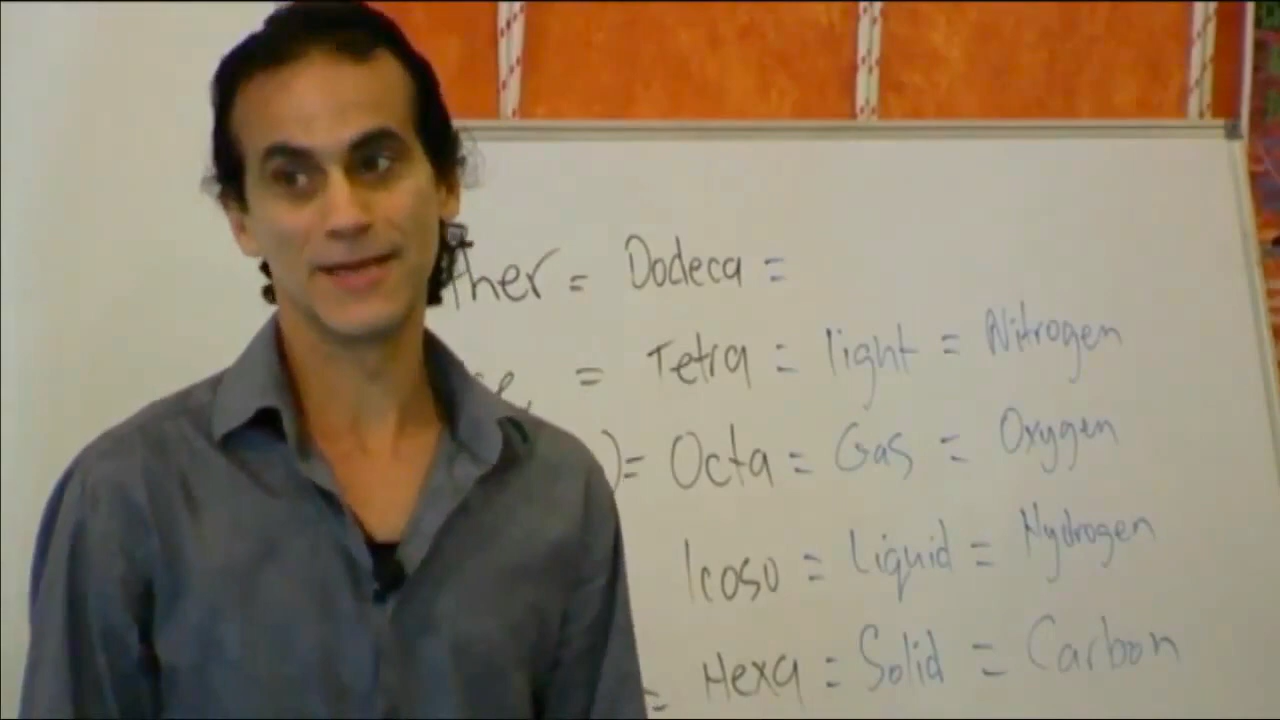 ther = Dodeca =
= Tetra = light = Nitrogen
) = Octa = Gas = Oxygen
Icoso = Liquid = Hydrogen
= Hexa = Solid = Carbon